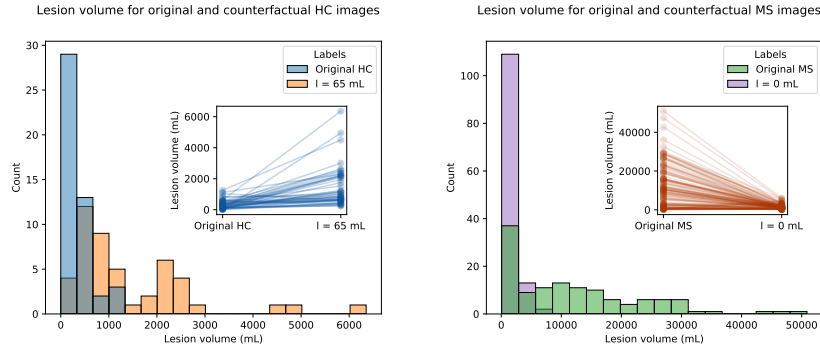 Lesion volume for original and counterfactual HC images
30
25
20
15
10
5
0
Count
0
1000
2000
3000
4000
5000
6000
Lesion volume (mL)
Labels
Original HC
l = 65 mL
6000
4000
2000
0
Lesion volume (mL)
Original HC
l = 65 mL
Lesion volume for original and counterfactual MS images
100
80
60
40
20
0
Count
0
10000
20000
30000
40000
50000
Lesion volume (mL)
Labels
Original MS
l = 0 mL
40000
20000
0
Lesion volume (mL)
Original MS
l = 0 mL